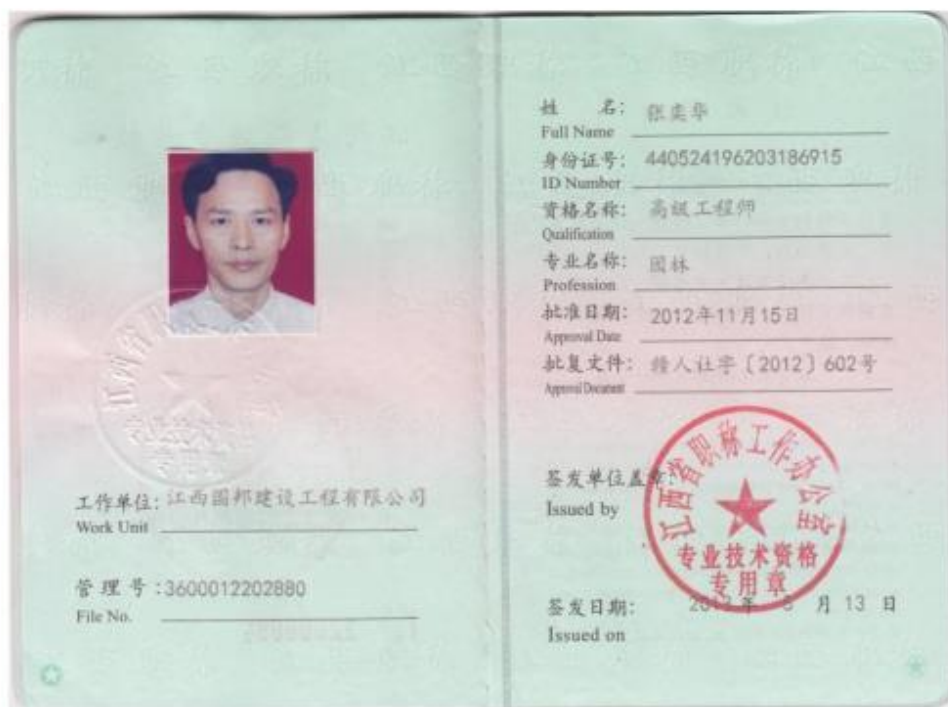 工作单位: 江西国邦建设工程有限公司
Work Unit
管 理 号 :3600012202880
File No.
姓 名: 张奕华
Full Name
身份证号: 440524196203186915
ID Number
资格名称: 高级工程师
Qualification
专业名称: 园林
Profession
批准日期: 2012年11月15日
Approval Date
批复文件: 赣人社字〔2012〕602号
Approval Document
签发单位盖章:
Issued by
江西省职称工作办公室
专业技术资格
专用章
签发日期: 年 月 13 日
Issued on